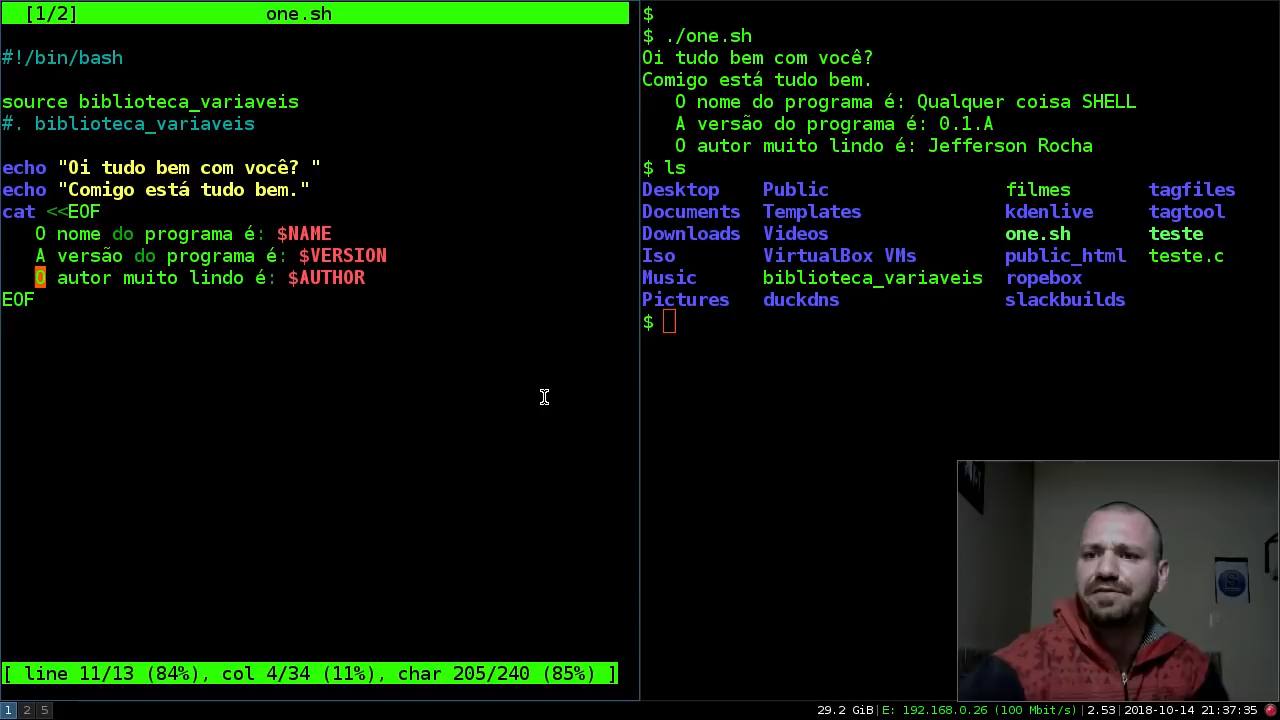 [1/2] one.sh
#!/bin/bash
source biblioteca_variaveis
#. biblioteca_variaveis
echo "Oi tudo bem com você? "
echo "Comigo está tudo bem."
cat <<EOF
O nome do programa é: $NAME
A versão do programa é: $VERSION
O autor muito lindo é: $AUTHOR
EOF
[ line 11/13 (84%), col 4/34 (11%), char 205/240 (85%) ]
$
$ ./one.sh
Oi tudo bem com você?
Comigo está tudo bem.
O nome do programa é: Qualquer coisa SHELL
A versão do programa é: 0.1.A
O autor muito lindo é: Jefferson Rocha
$ ls
Desktop Public filmes tagfiles
Documents Templates kdenlive tagtool
Downloads Videos one.sh teste
Iso VirtualBox VMs public_html teste.c
Music biblioteca_variaveis ropebox
Pictures duckdns slackbuilds
$
1 2 5 29.2 GiB|E: 192.168.0.26 (100 Mbit/s)|2.53|2018-10-14 21:37:35